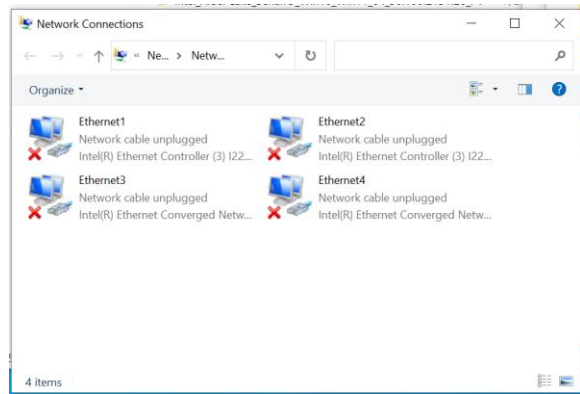 Network Connections
« Ne... > Netw...
Organize
Ethernet1
Network cable unplugged
Intel(R) Ethernet Controller (3) I22...
Ethernet2
Network cable unplugged
Intel(R) Ethernet Controller (3) I22...
Ethernet3
Network cable unplugged
Intel(R) Ethernet Converged Netw...
Ethernet4
Network cable unplugged
Intel(R) Ethernet Converged Netw...
4 items